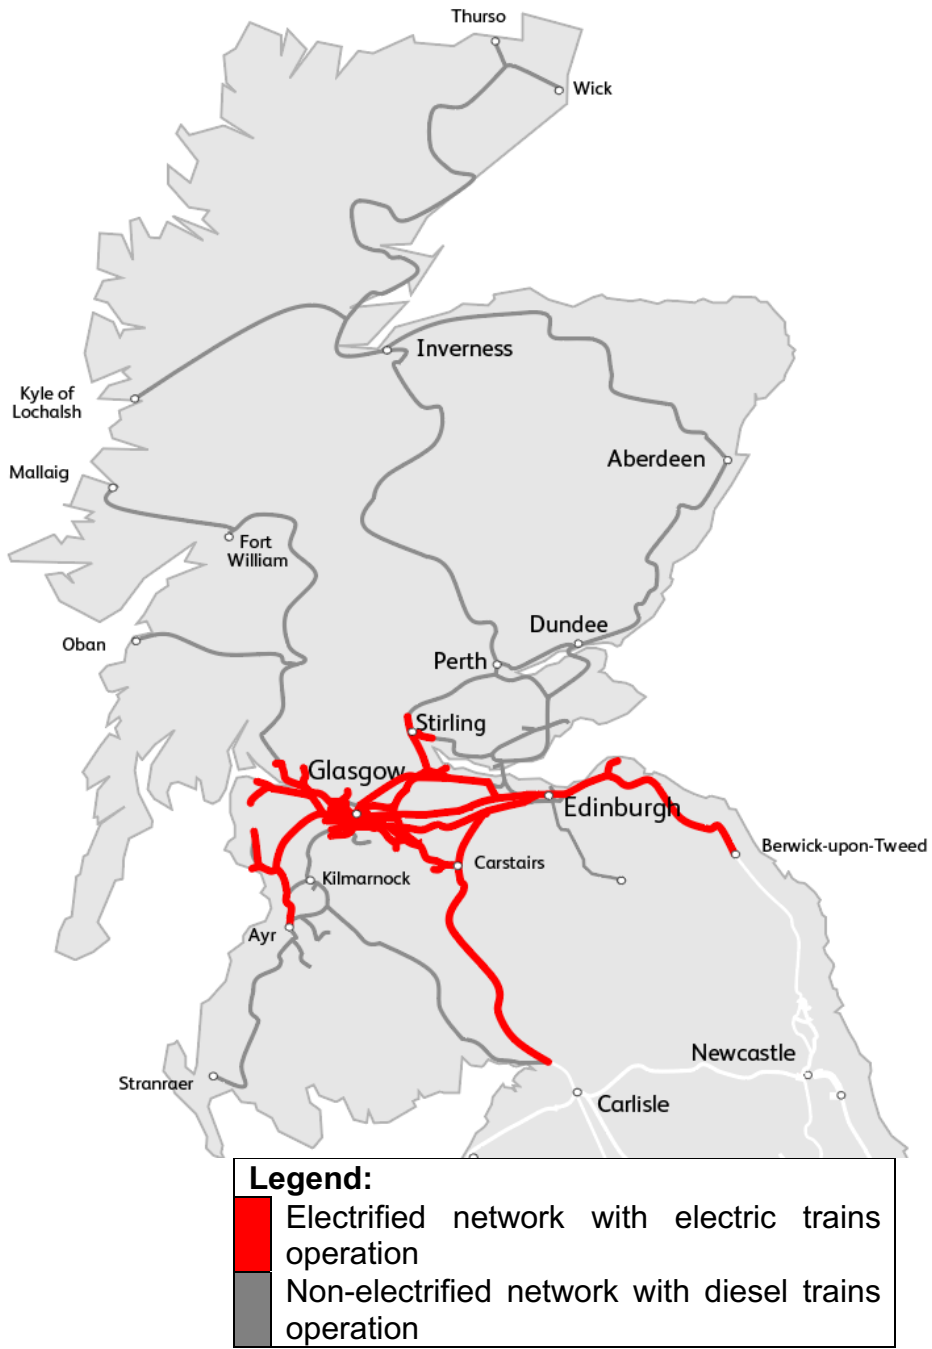 Thurso
Wick
Inverness
Kyle of
Lochalsh
Aberdeen
Mallaig
Fort
William
Dundee
Oban
Perth
Stirling
Glasgow
Edinburgh
Berwick-upon-Tweed
Carstairs
Kilmarnock
Ayr
Newcastle
Stranraer
Carlisle
Legend:
Electrified network with electric trains
operation
Non-electrified network with diesel trains
operation